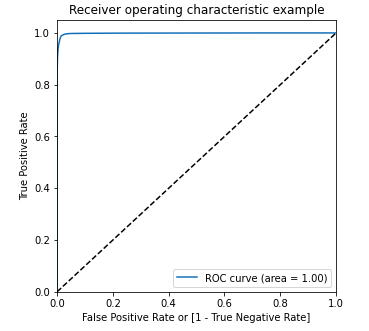 Receiver operating characteristic example
1.0
0.8
0.6
0.4
0.2
0.0
True Positive Rate
ROC curve (area = 1.00)
0.0 0.2 0.4 0.6 0.8 1.0
False Positive Rate or [1 - True Negative Rate]